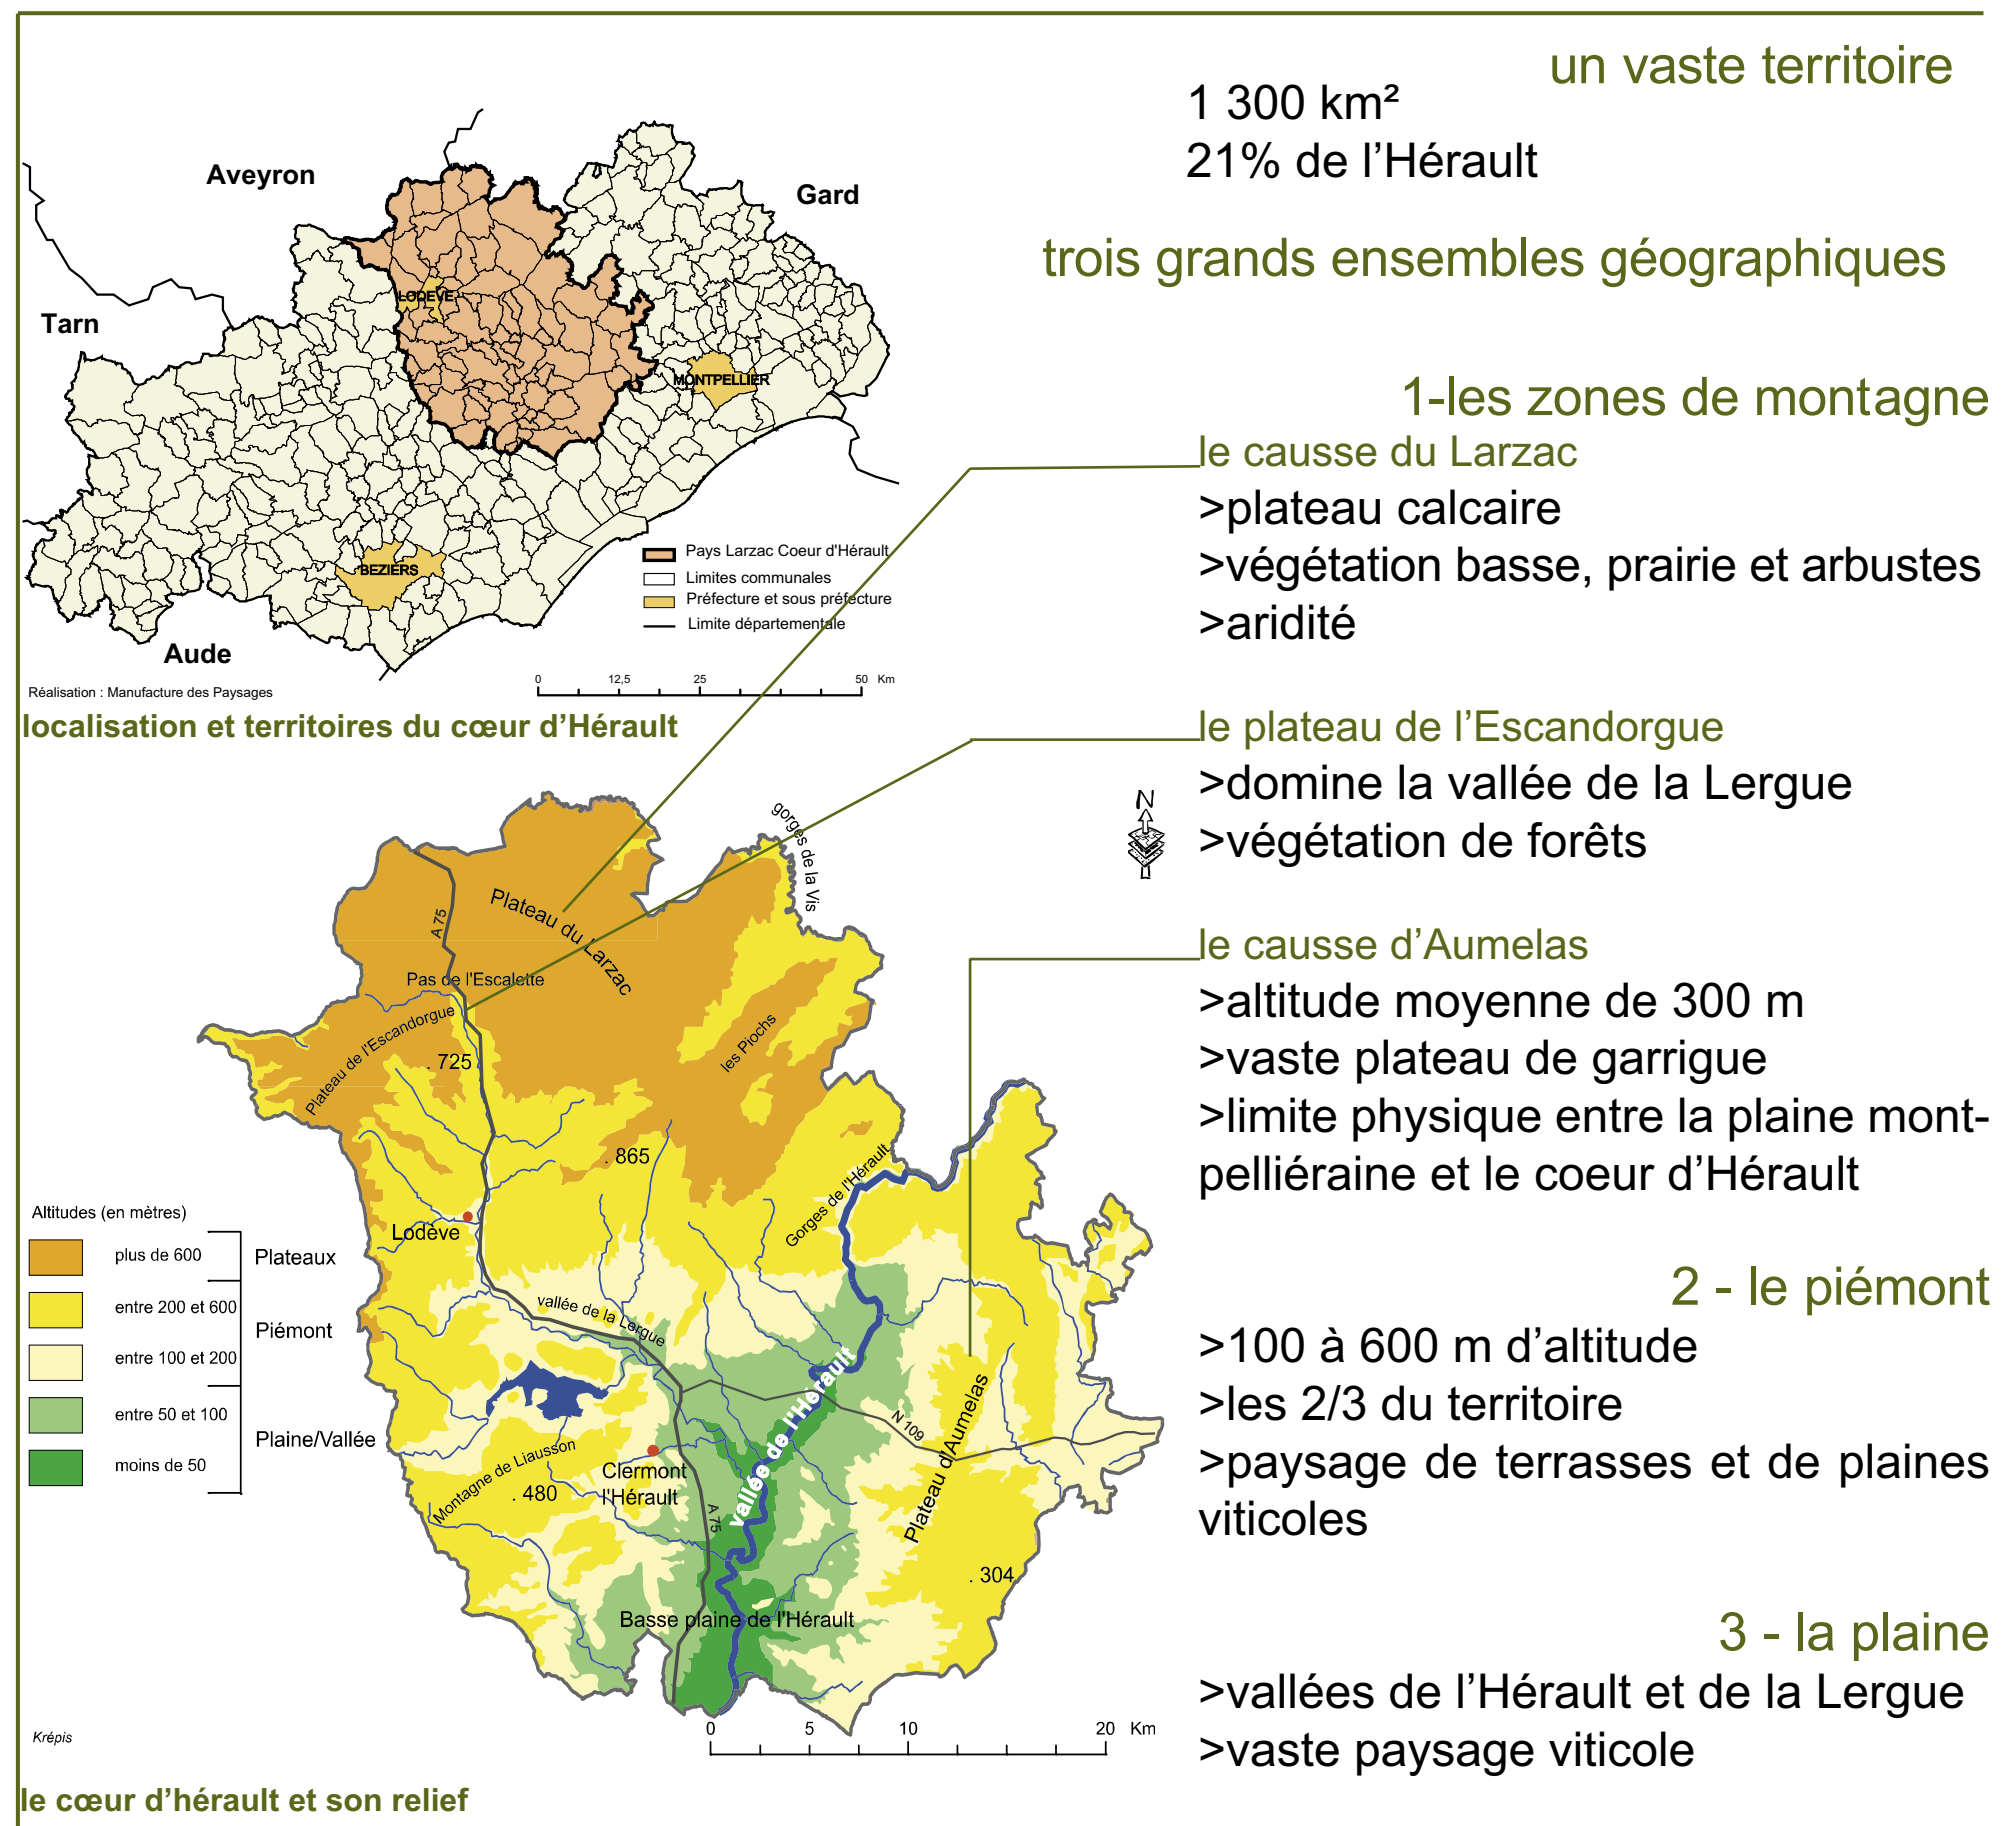 un vaste territoire
1 300 km²
21% de l'Hérault
trois grands ensembles géographiques
1-les zones de montagne
le causse du Larzac
>plateau calcaire
>végétation basse, prairie et arbustes
>aridité
le plateau de l'Escandorgue
>domine la vallée de la Lergue
>végétation de forêts
le causse d'Aumelas
>altitude moyenne de 300 m
>vaste plateau de garrigue
>limite physique entre la plaine mont-
pelliéraine et le coeur d'Hérault
2 - le piémont
>100 à 600 m d'altitude
>les 2/3 du territoire
>paysage de terrasses et de plaines
viticoles
3 - la plaine
>vallées de l'Hérault et de la Lergue
>vaste paysage viticole
Aveyron
Gard
Tarn
Aude
LODEVE
MONTPELLIER
BEZIERS
Pays Larzac Coeur d'Hérault
Limites communales
Préfecture et sous préfecture
Limite départementale
0 12,5 25 50 Km
Réalisation : Manufacture des Paysages
localisation et territoires du cœur d'Hérault
N
gorges de la Vis
Plateau du Larzac
A 75
Pas de l'Escalette
Plateau de l'Escandorgue
. 725
les Piochs
. 865
Gorges de l'Hérault
Lodève
vallée de la Lergue
vallée de l'Hérault
N 109
Plateau d'Aumelas
Montagne de Liausson
. 480
Clermont
l'Hérault
A 75
. 304
Basse plaine de l'Hérault
Altitudes (en mètres)
plus de 600
Plateaux
entre 200 et 600
Piémont
entre 100 et 200
entre 50 et 100
Plaine/Vallée
moins de 50
0 5 10 20 Km
Krépis
le cœur d'hérault et son relief